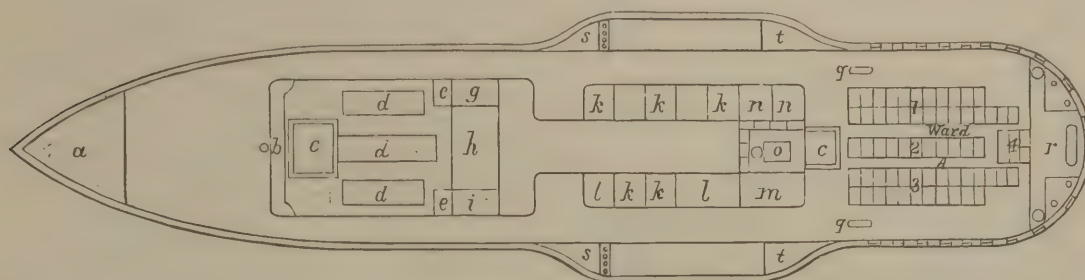 s t
q
k k k n n
e g
d
1
Ward
a b c d h o c 2 4 r
A
d
3
e i
l k k l m
q
s t